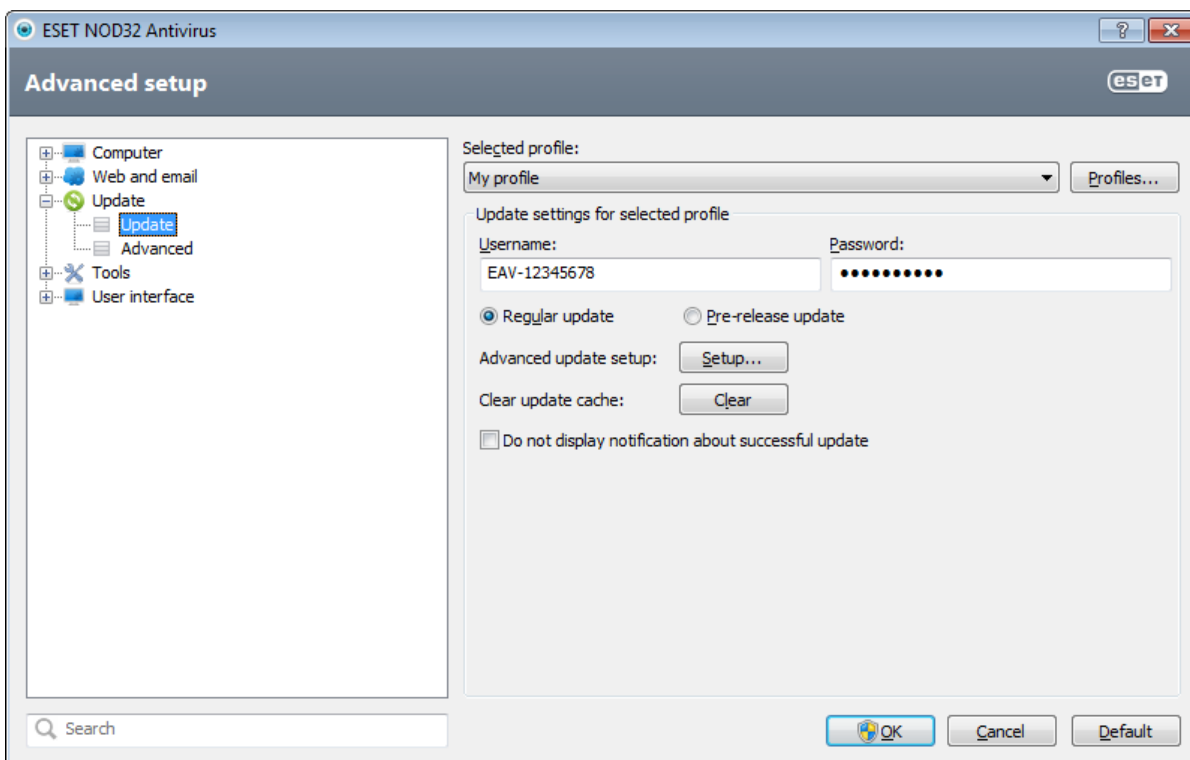 ESET NOD32 Antivirus
Advanced setup
eseT
Computer
Web and email
Update
Update
Advanced
Tools
User interface
Search
Selected profile:
My profile
Profiles...
Update settings for selected profile
Username:
Password:
EAV-12345678
••••••••••
Regular update
Pre-release update
Advanced update setup:
Setup...
Clear update cache:
Clear
Do not display notification about successful update
OK
Cancel
Default